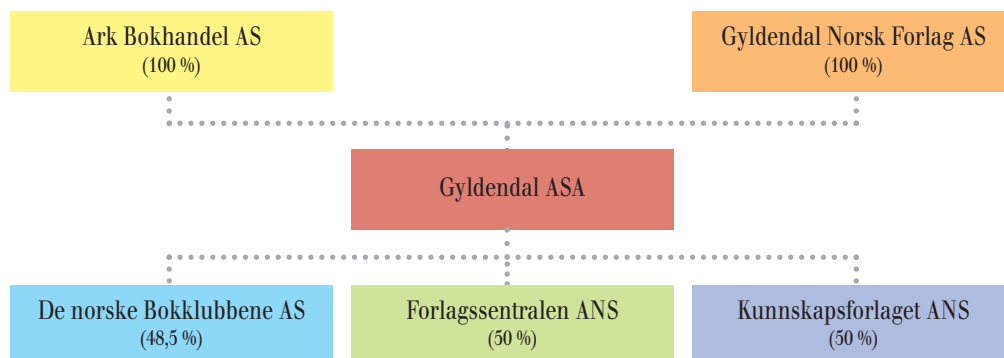 Ark Bokhandel AS
(100 %)
Gyldendal Norsk Forlag AS
(100 %)
Gyldendal ASA
De norske Bokklubbene AS
(48,5 %)
Forlagssentralen ANS
(50 %)
Kunnskapsforlaget ANS
(50 %)